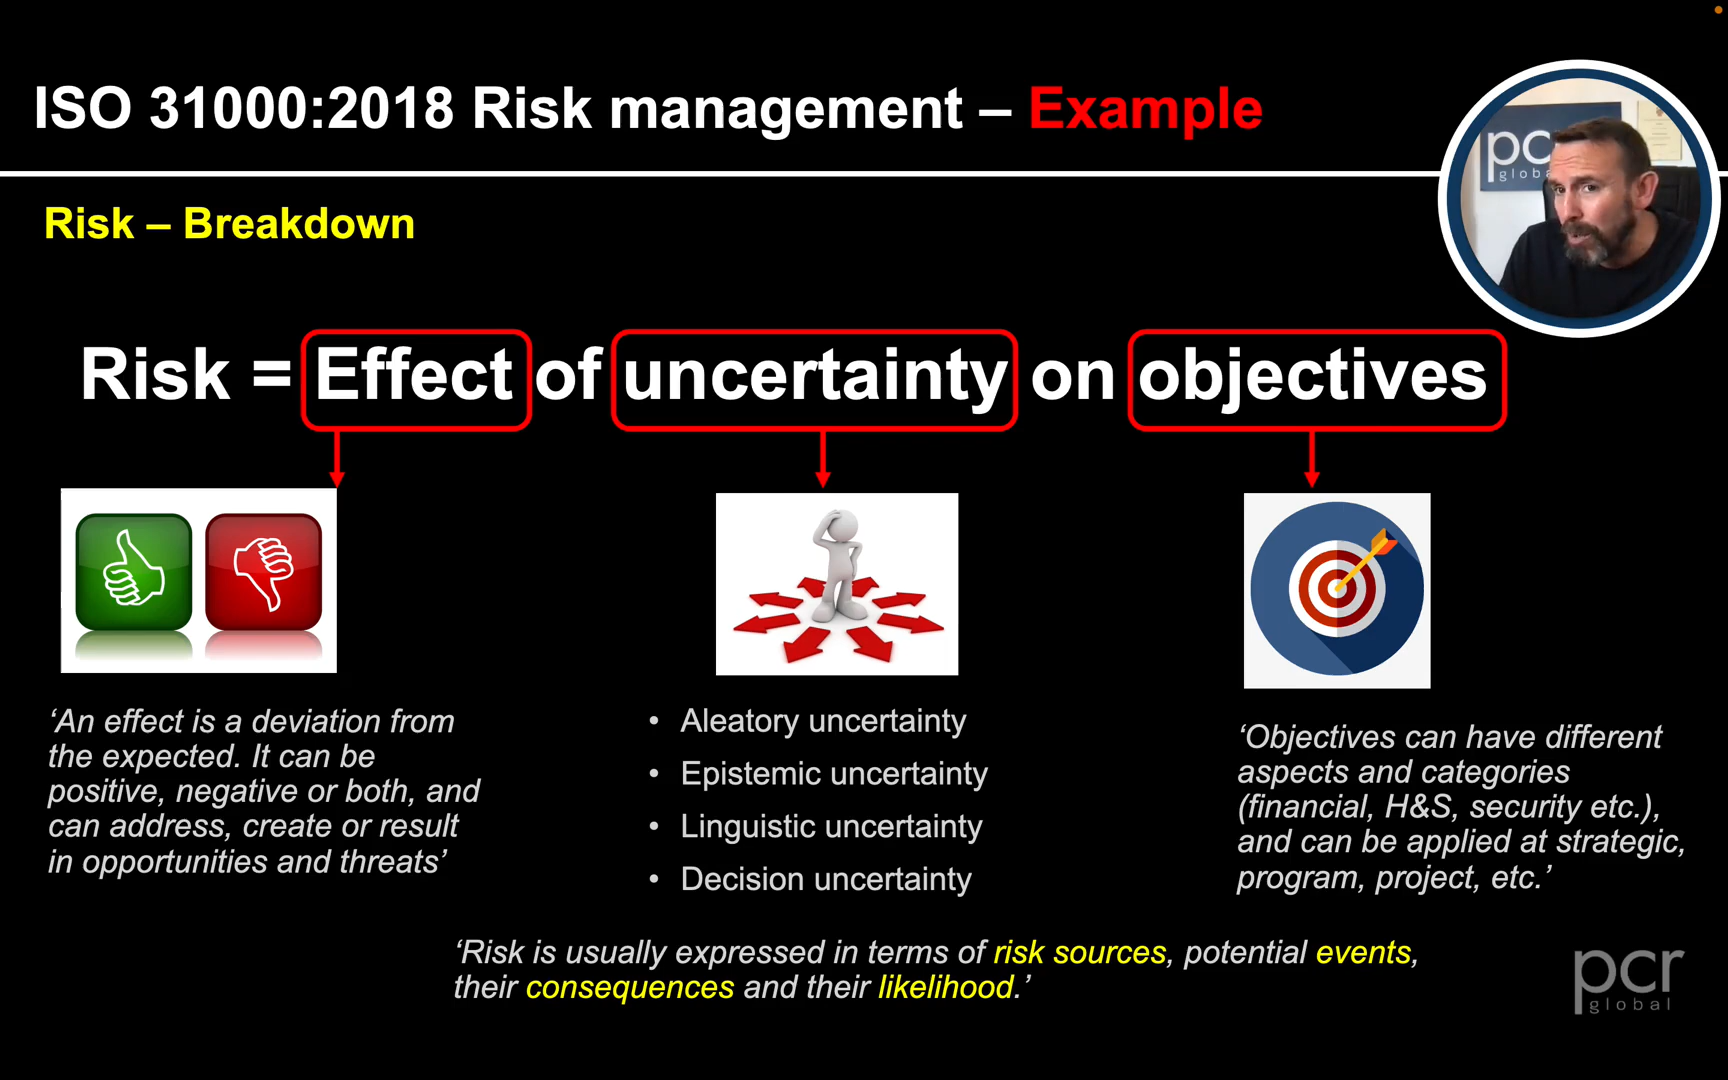 ISO 31000:2018 Risk management – Example
pc
globa
Risk – Breakdown
Risk = Effect of uncertainty on objectives
‘An effect is a deviation from
the expected. It can be
positive, negative or both, and
can address, create or result
in opportunities and threats’
• Aleatory uncertainty
• Epistemic uncertainty
• Linguistic uncertainty
• Decision uncertainty
‘Objectives can have different
aspects and categories
(financial, H&S, security etc.),
and can be applied at strategic,
program, project, etc.’
‘Risk is usually expressed in terms of risk sources, potential events,
their consequences and their likelihood.’
pcr
global